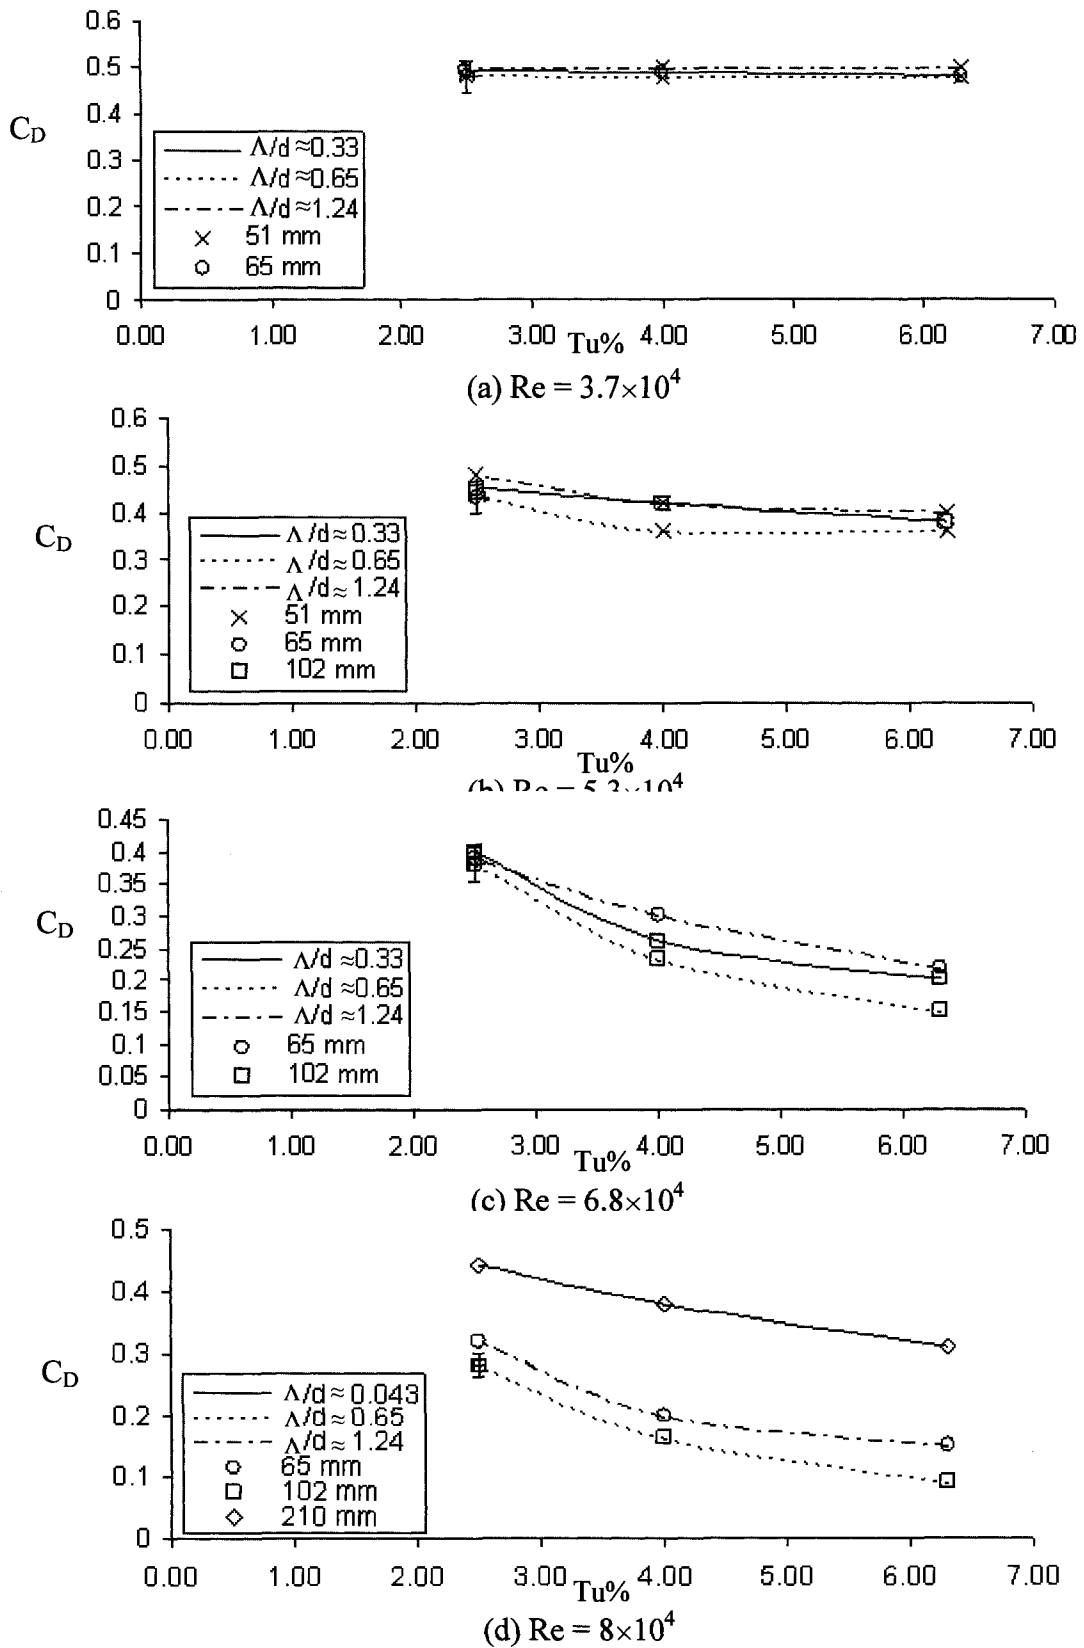 0.6
0.5
0.4
0.3
0.2
0.1
0
C_D
Λ/d ≈0.33
Λ/d ≈0.65
Λ/d ≈1.24
51 mm
65 mm
0.00 1.00 2.00 3.00 4.00 5.00 6.00 7.00
Tu%
(a) Re = 3.7×10⁴
0.6
0.5
0.4
0.3
0.2
0.1
0
C_D
Λ/d ≈ 0.33
Λ/d ≈ 0.65
Λ/d ≈ 1.24
51 mm
65 mm
102 mm
0.00 1.00 2.00 3.00 4.00 5.00 6.00 7.00
Tu%
(b) Re = 5.3×10⁴
0.45
0.4
0.35
0.3
0.25
0.2
0.15
0.1
0.05
0
C_D
Λ/d ≈0.33
Λ/d ≈0.65
Λ/d ≈1.24
65 mm
102 mm
0.00 1.00 2.00 3.00 4.00 5.00 6.00 7.00
Tu%
(c) Re = 6.8×10⁴
0.5
0.4
0.3
0.2
0.1
0
C_D
Λ/d ≈ 0.043
Λ/d ≈ 0.65
Λ/d ≈ 1.24
65 mm
102 mm
210 mm
0.00 1.00 2.00 3.00 4.00 5.00 6.00 7.00
Tu%
(d) Re = 8×10⁴